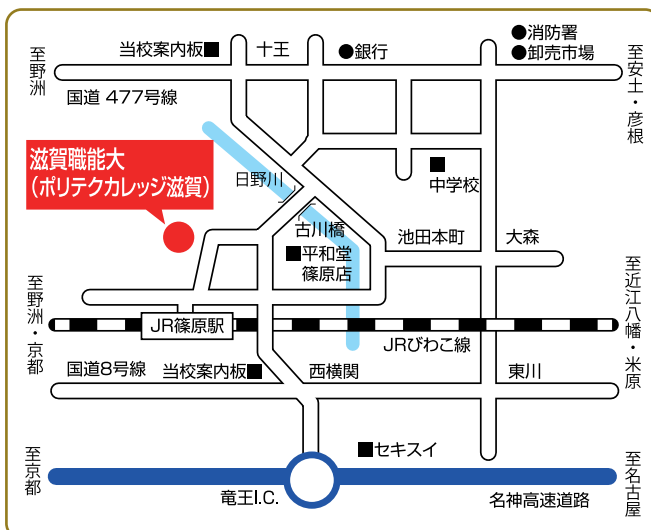 ●消防署
●卸売市場
当校案内板■
十王
●銀行
至野洲
至安土・彦根
国道 477号線
滋賀職能大
(ポリテクカレッジ滋賀)
日野川
■
中学校
古川橋
池田本町
大森
■平和堂
篠原店
至野洲・京都
至近江八幡・米原
JR篠原駅
JRびわこ線
国道8号線
当校案内板■
西横関
東川
■セキスイ
至京都
至名古屋
竜王I.C.
名神高速道路